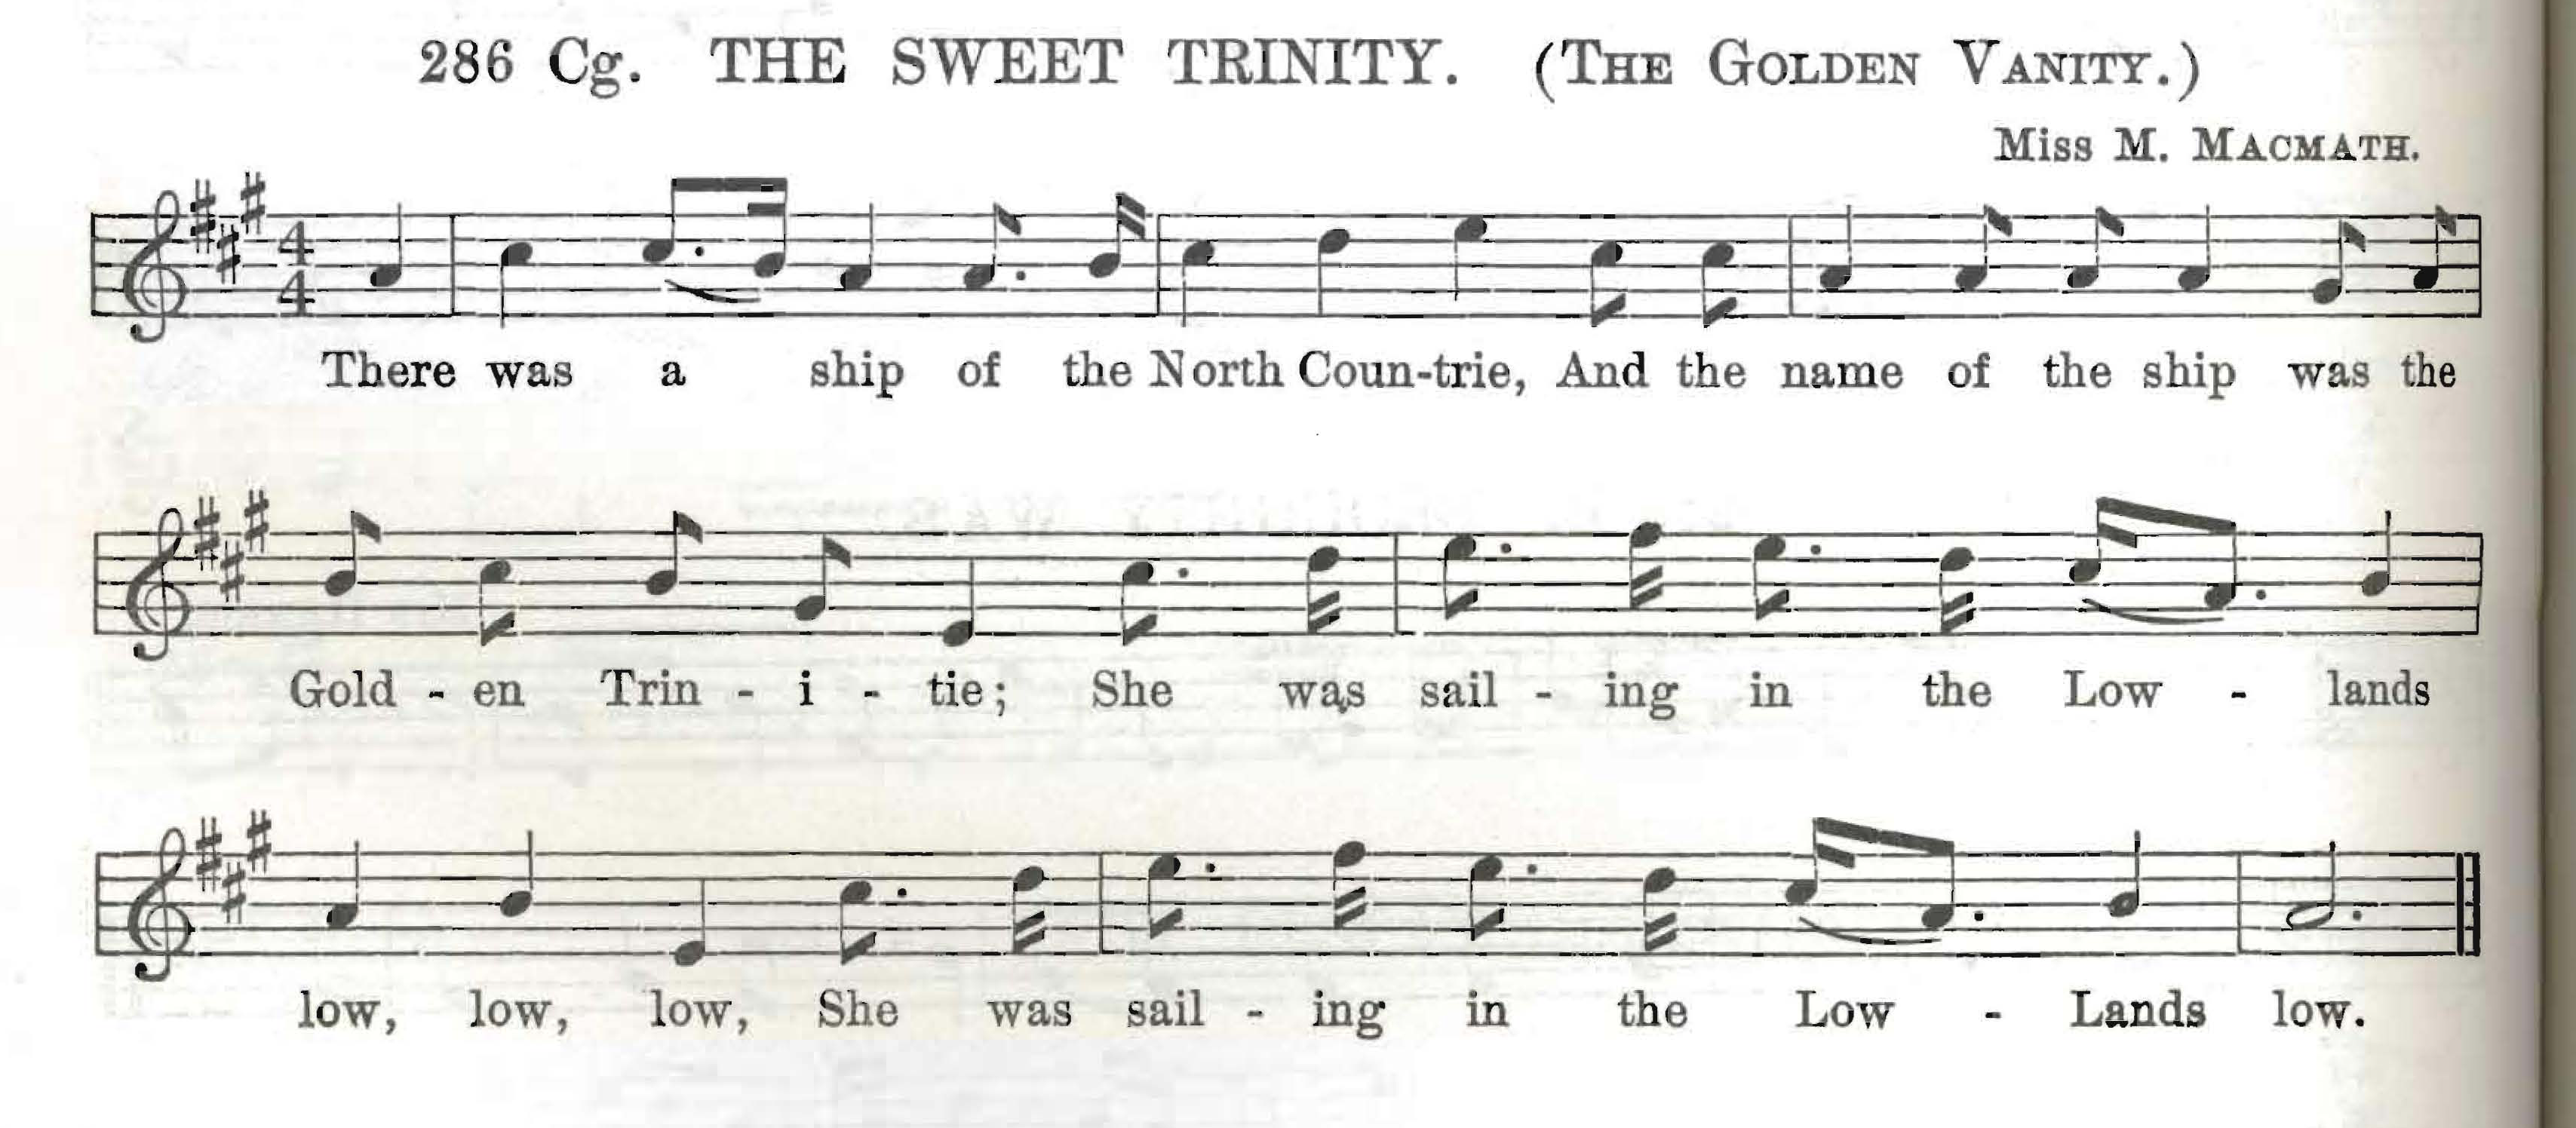 286 Cg. THE SWEET TRINITY. (THE GOLDEN VANITY.)
Miss M. MACMATH.
4
4
There was a ship of the North Coun-trie, And the name of the ship was the
Gold - en Trin - i - tie; She was sail - ing in the Low - lands
low, low, low, She was sail - ing in the Low - Lands low.